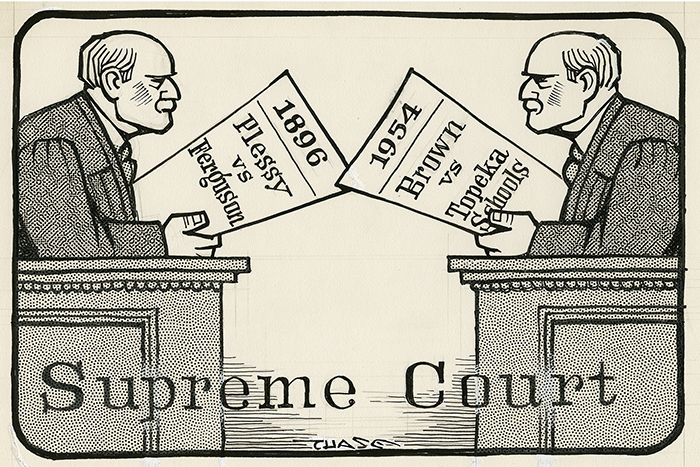 1896
Plessy
vs
Ferguson
1954
Brown
vs
Topeka
Schools
Supreme Court
CHASE